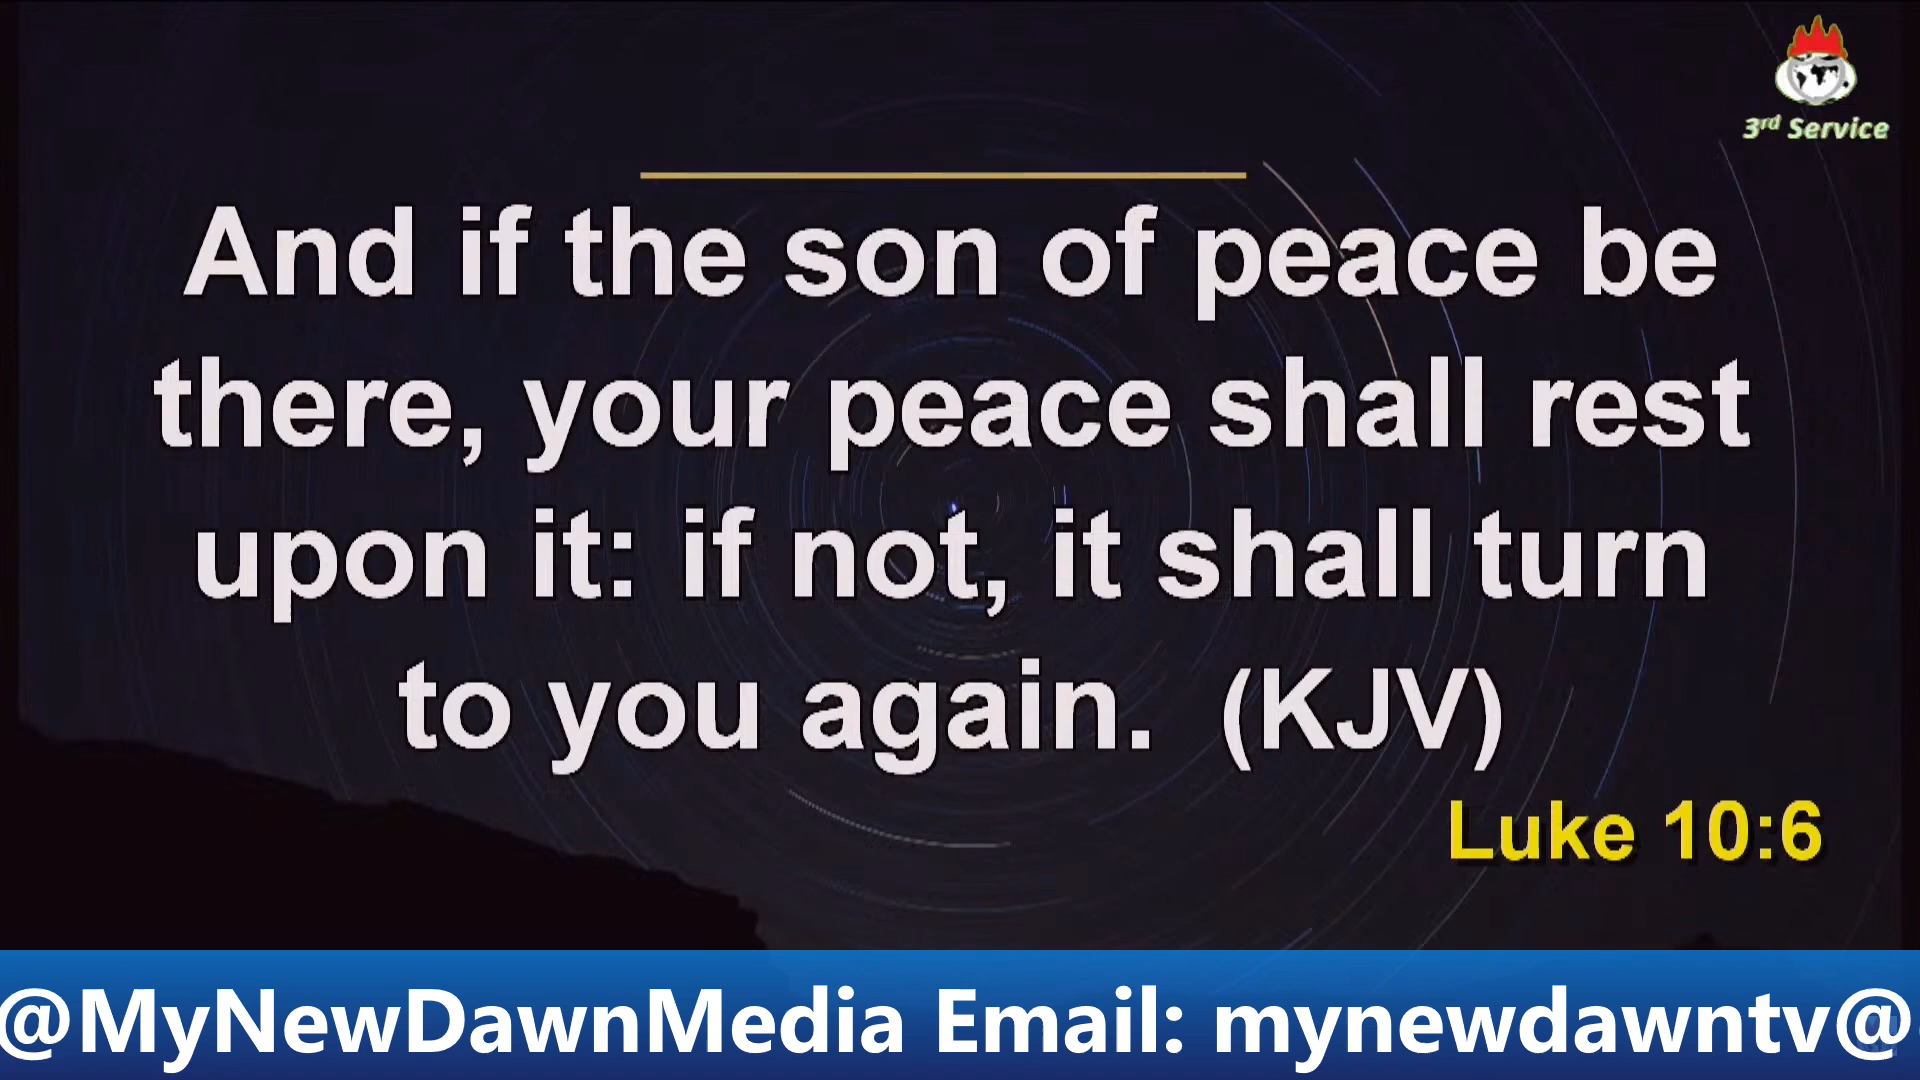 3rd Service
And if the son of peace be
there, your peace shall rest
upon it: if not, it shall turn
to you again. (KJV)
Luke 10:6
@MyNewDawnMedia Email: mynewdawntv@